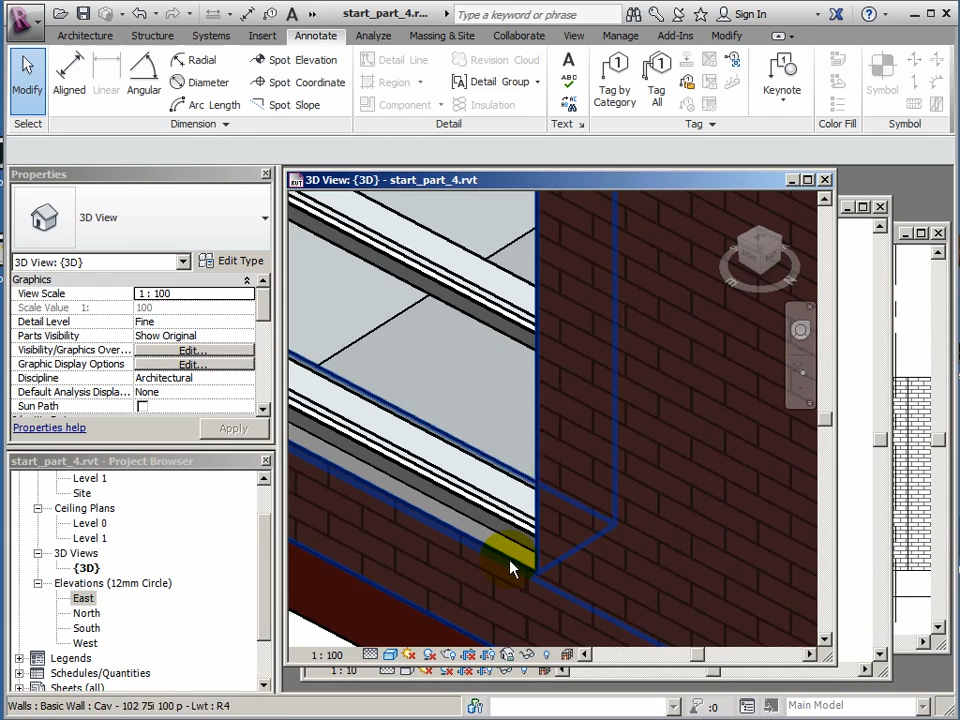 start_part_4.r...
Type a keyword or phrase
Sign In
Architecture Structure Systems Insert Annotate Analyze Massing & Site Collaborate View Manage Add-Ins Modify
Modify
Aligned
Linear
Angular
Radial
Diameter
Arc Length
Spot Elevation
Spot Coordinate
Spot Slope
Detail Line
Region
Component
Revision Cloud
Detail Group
Insulation
A
ABC
Tag by
Category
Tag
All
Keynote
Symbol
Select Dimension Detail Text Tag Color Fill Symbol
Properties
3D View
3D View: {3D}
Edit Type
Graphics
View Scale 1 : 100
Scale Value 1: 100
Detail Level Fine
Parts Visibility Show Original
Visibility/Graphics Over... Edit...
Graphic Display Options Edit...
Discipline Architectural
Default Analysis Displa... None
Sun Path
Properties help
Apply
start_part_4.rvt - Project Browser
Level 1
Site
Ceiling Plans
Level 0
Level 1
3D Views
{3D}
Elevations (12mm Circle)
East
North
South
West
Legends
Schedules/Quantities
Sheets (all)
3D View: {3D} - start_part_4.rvt
1 : 100
1 : 10
Walls : Basic Wall : Cav - 102 75i 100 p - Lwt : R4
:0
Main Model